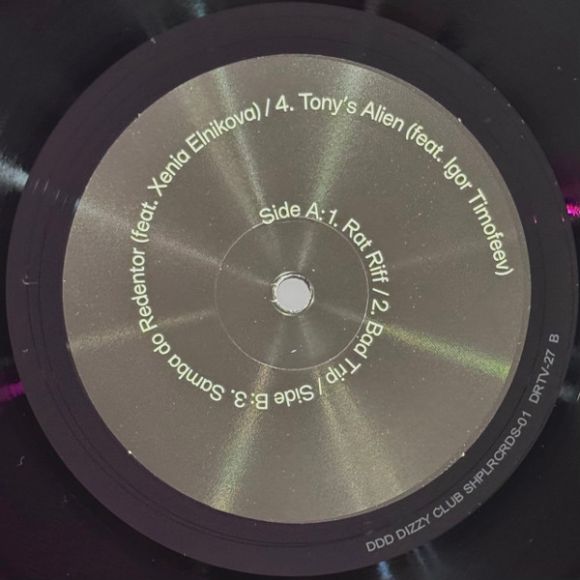 Side A: 1. Rat Riff / 2. Bad Trip / Side B: 3. Samba do Redentor (feat. Xenia Elnikova) / 4. Tony's Alien (feat. Igor Timofeev)
DDD DIZZY CLUB SHPLRCRDS-01 DRTV-27 B